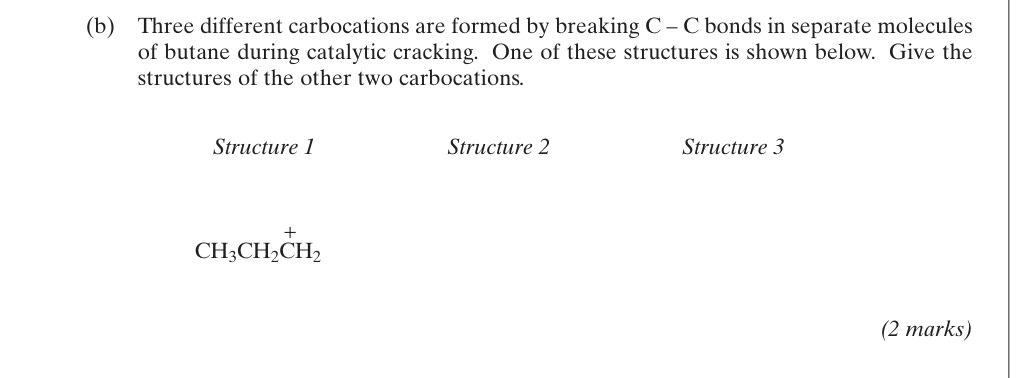 (b) Three different carbocations are formed by breaking C – C bonds in separate molecules
of butane during catalytic cracking. One of these structures is shown below. Give the
structures of the other two carbocations.
Structure 1 Structure 2 Structure 3
+
CH₃CH₂CH₂
(2 marks)